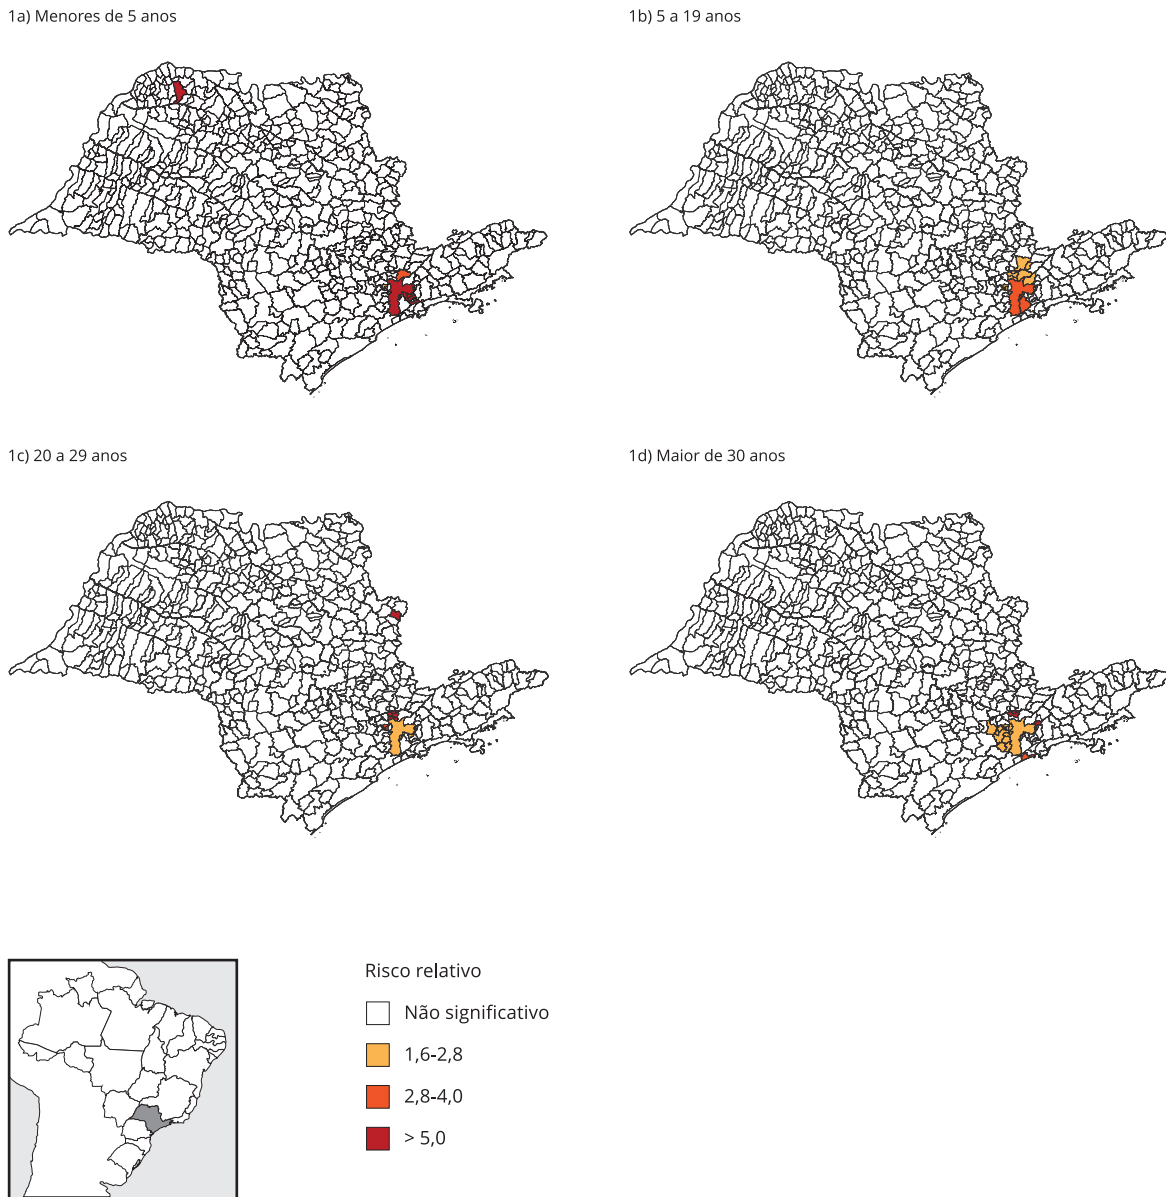 1a) Menores de 5 anos
1b) 5 a 19 anos
1c) 20 a 29 anos
1d) Maior de 30 anos
Risco relativo
Não significativo
1,6-2,8
2,8-4,0
> 5,0